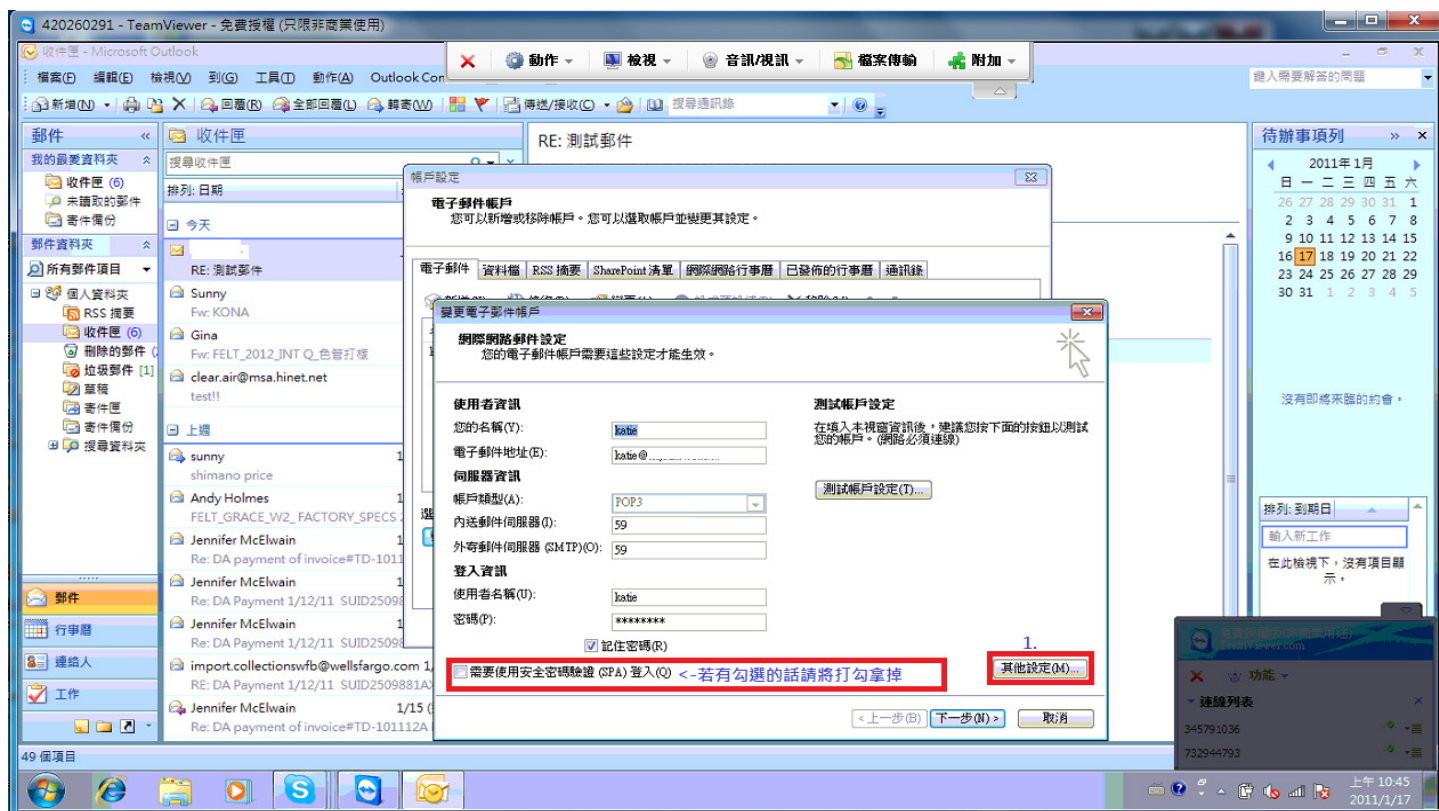 420260291 - TeamViewer - 免費授權 (只限非商業使用)
收件匣 - Microsoft Outlook
動作 檢視 音訊/視訊 檔案傳輸 附加
檔案(F) 編輯(E) 檢視(V) 到(G) 工具(T) 動作(A) Outlook Con
鍵入需要解答的問題
新增(N) 回覆(R) 全部回覆(L) 轉寄(W) 傳送/接收(C) 搜尋通訊錄
郵件 «
我的最愛資料夾
收件匣 (6)
未讀取的郵件
寄件備份
郵件資料夾
所有郵件項目
個人資料夾
RSS 摘要
收件匣 (6)
刪除的郵件
垃圾郵件 [1]
草稿
寄件匣
寄件備份
搜尋資料夾
郵件
行事曆
連絡人
工作
收件匣
搜尋收件匣
排列: 日期
今天
RE: 測試郵件
Sunny
Fw: KONA
Gina
Fw: FELT_2012_INT Q_色管打樣
clear.air@msa.hinet.net
test!!
上週
sunny 1
shimano price
Andy Holmes 1
FELT_GRACE_W2_ FACTORY_SPECS 2
Jennifer McElwain 1
Re: DA payment of invoice#TD-1011
Jennifer McElwain 1
Re: DA Payment 1/12/11 SUID25098
Jennifer McElwain 1
Re: DA Payment 1/12/11 SUID25098
import.collectionswfb@wellsfargo.com 1/
RE: DA Payment 1/12/11 SUID2509881A
Jennifer McElwain 1/15 (
Re: DA payment of invoice#TD-101112A
RE: 測試郵件
帳戶設定
電子郵件帳戶
您可以新增或移除帳戶。您可以選取帳戶並變更其設定。
電子郵件 資料檔 RSS 摘要 SharePoint 清單 網際網路行事曆 已發佈的行事曆 通訊錄
變更電子郵件帳戶
網際網路郵件設定
您的電子郵件帳戶需要這些設定才能生效。
使用者資訊
您的名稱(Y): katie
電子郵件地址(E): katie@
伺服器資訊
帳戶類型(A): POP3
內送郵件伺服器(I): 59
外寄郵件伺服器 (SMTP)(O): 59
登入資訊
使用者名稱(U): katie
密碼(P): ********
記住密碼(R)
需要使用安全密碼驗證 (SPA) 登入(Q) <-若有勾選的話請將打勾拿掉
測試帳戶設定
在填入本視窗資訊後，建議您按下面的按鈕以測試
您的帳戶。(網路必須連線)
測試帳戶設定(T)...
1.
其他設定(M)...
<上一步(B) 下一步(N)> 取消
待辦事項列 »
2011年1月
日 一 二 三 四 五 六
26 27 28 29 30 31 1
2 3 4 5 6 7 8
9 10 11 12 13 14 15
16 17 18 19 20 21 22
23 24 25 26 27 28 29
30 31 1 2 3 4 5
沒有即將來臨的約會。
排列: 到期日
輸入新工作
在此檢視下，沒有項目顯
示。
Teamviewer.com
功能
連線列表
345791036
732944793
49 個項目
上午 10:45
2011/1/17